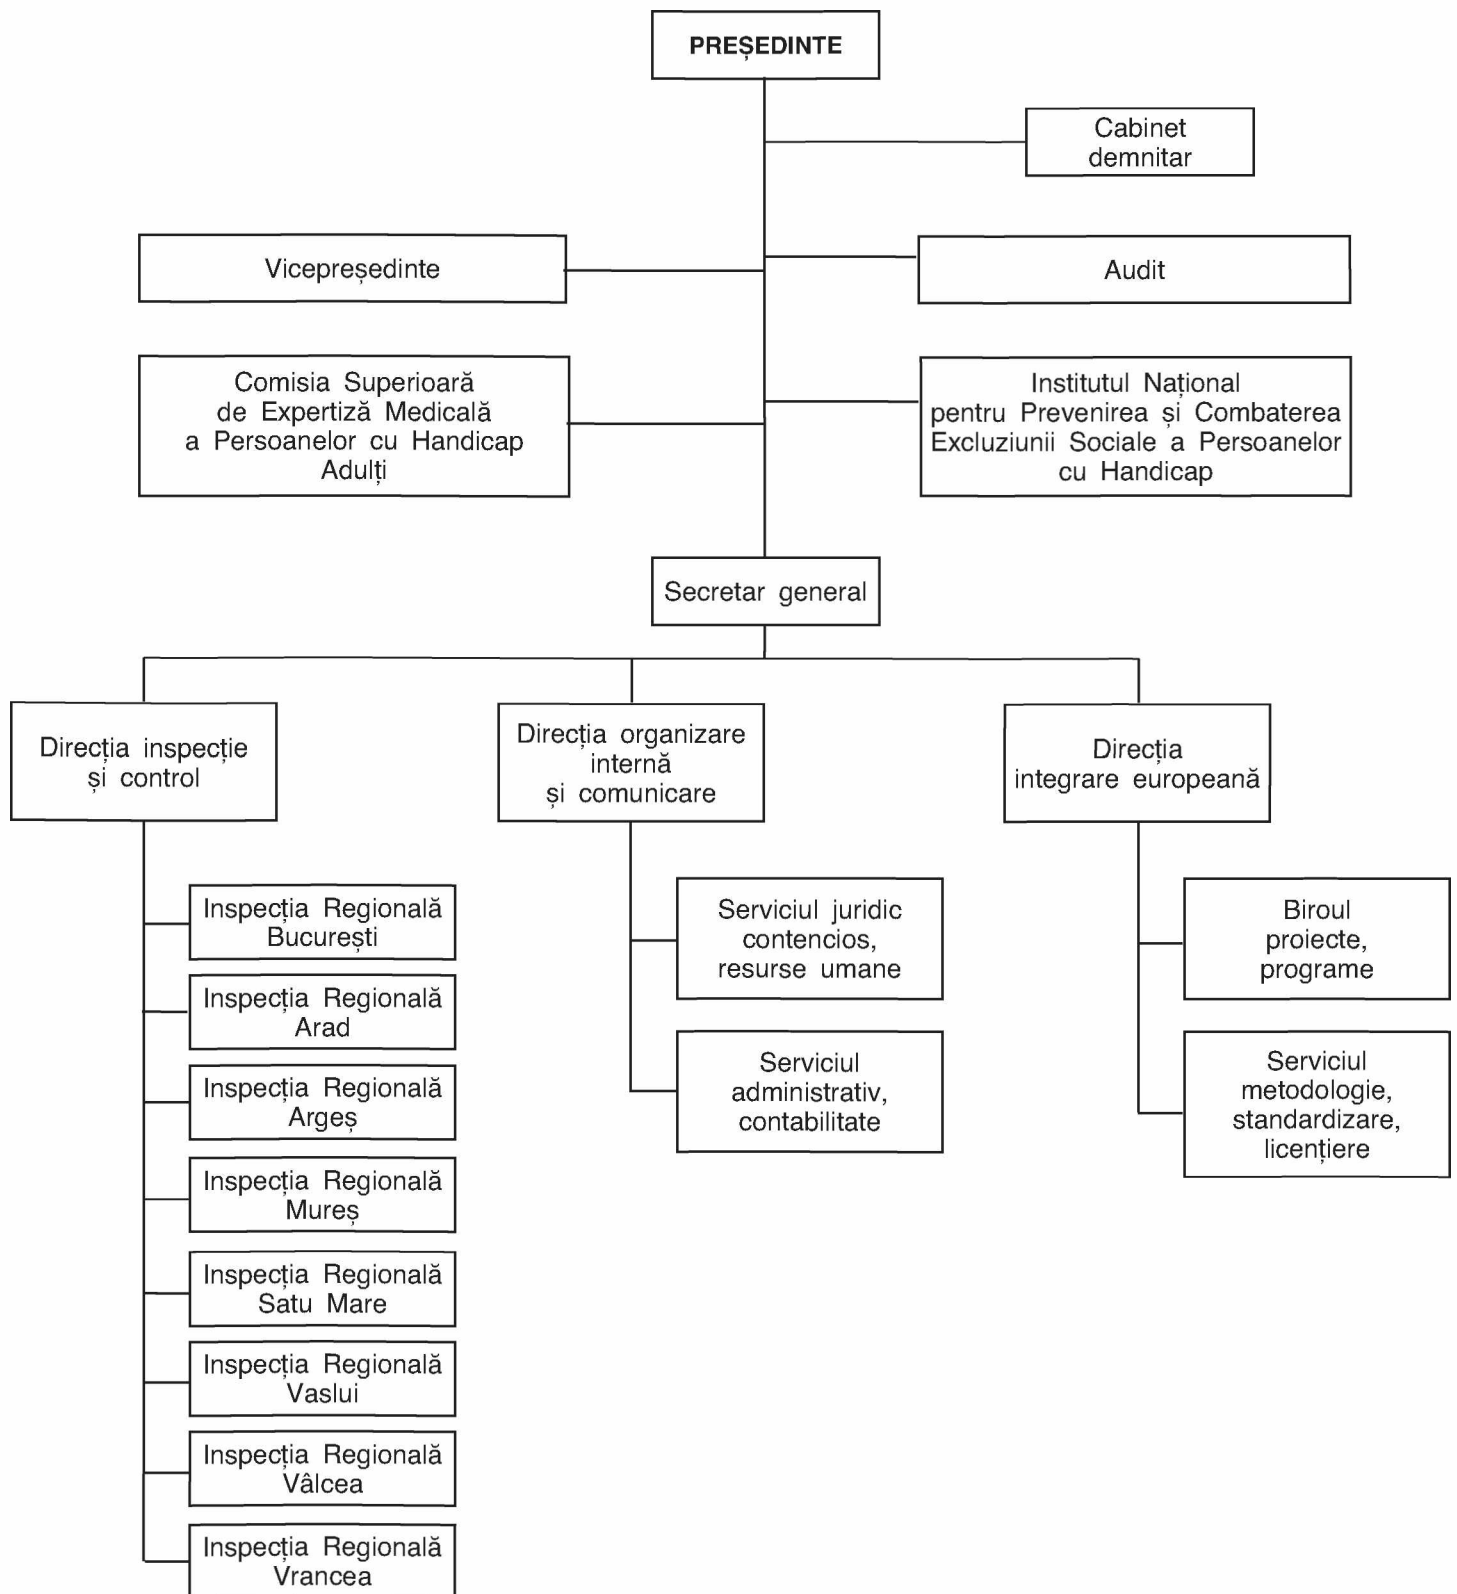 PREȘEDINTE
Cabinet
demnitar
Vicepreședinte
Audit
Comisia Superioară
de Expertiză Medicală
a Persoanelor cu Handicap
Adulți
Institutul Național
pentru Prevenirea și Combaterea
Excluziunii Sociale a Persoanelor
cu Handicap
Secretar general
Direcția inspecție
și control
Direcția organizare
internă
și comunicare
Direcția
integrare europeană
Inspecția Regională
București
Inspecția Regională
Arad
Inspecția Regională
Argeș
Inspecția Regională
Mureș
Inspecția Regională
Satu Mare
Inspecția Regională
Vaslui
Inspecția Regională
Vâlcea
Inspecția Regională
Vrancea
Serviciul juridic
contencios,
resurse umane
Serviciul
administrativ,
contabilitate
Biroul
proiecte,
programe
Serviciul
metodologie,
standardizare,
licențiere